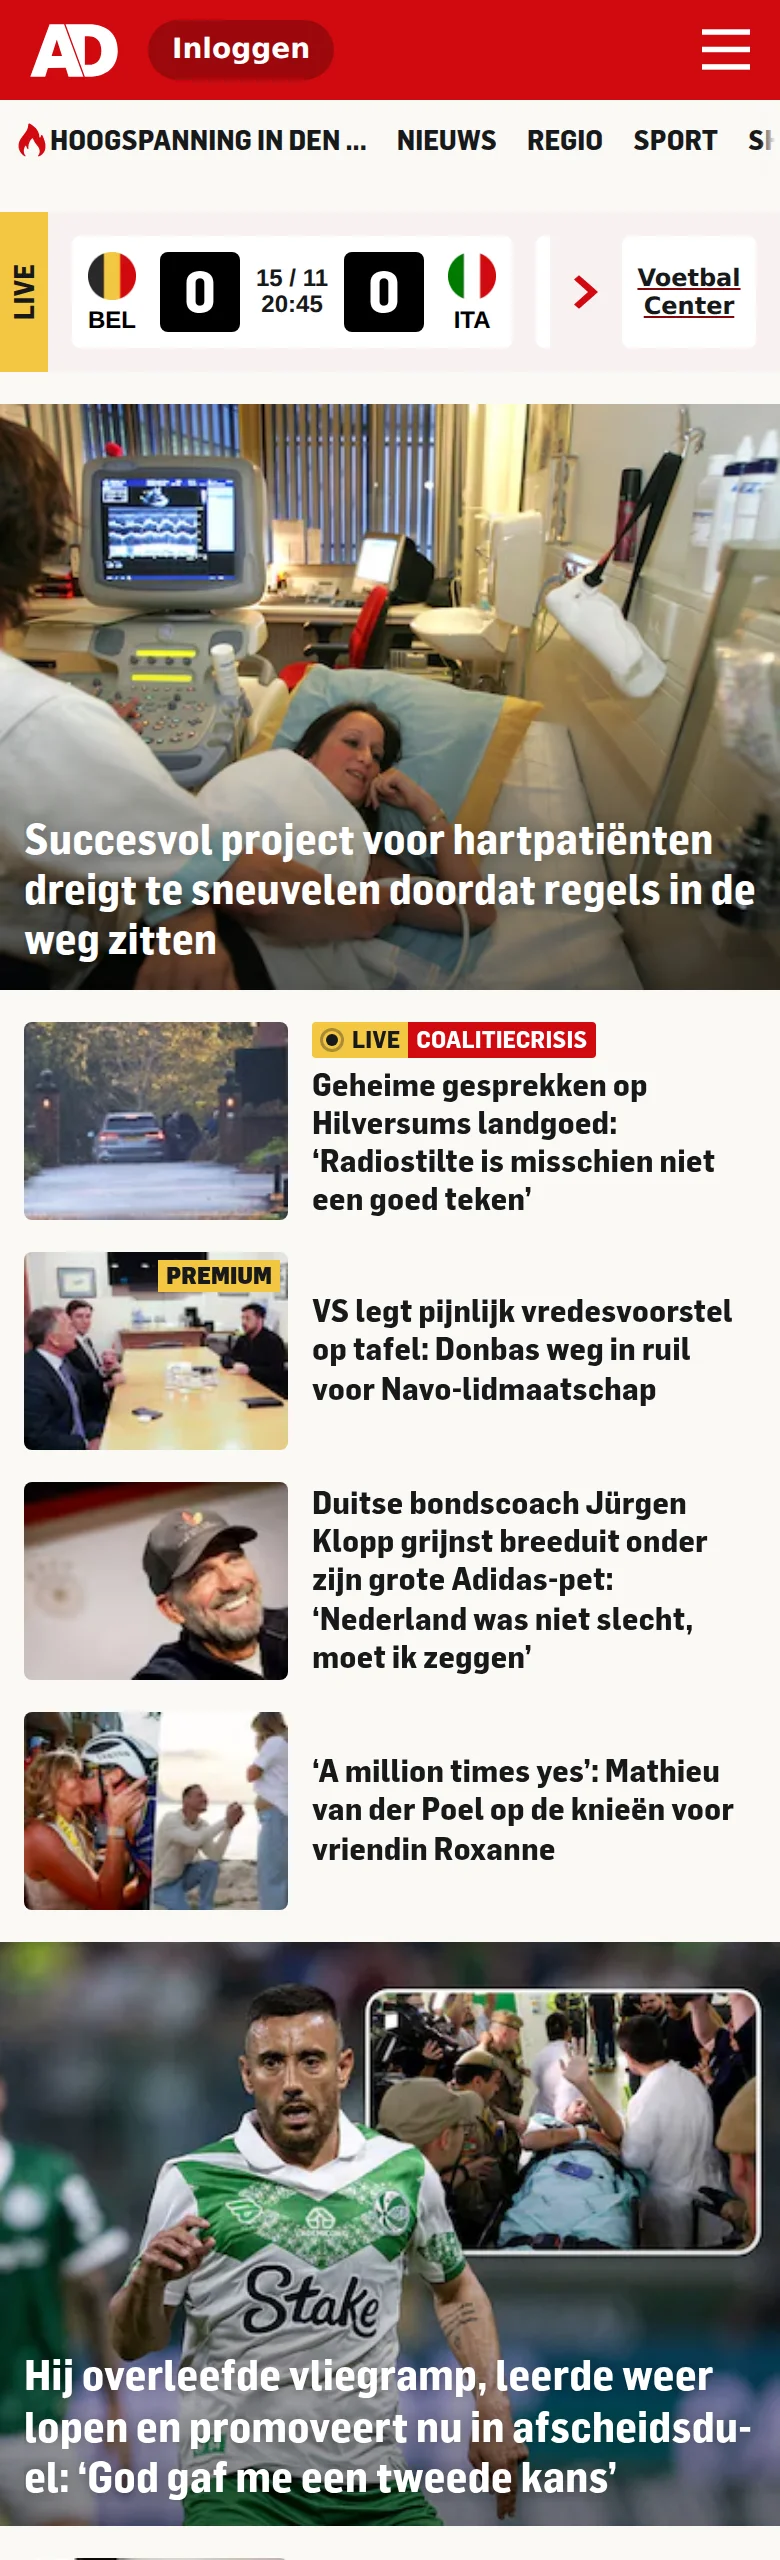 AD
Inloggen
HOOGSPANNING IN DEN ...
NIEUWS
REGIO
SPORT
LIVE
BEL
0
15 / 11
20:45
0
ITA
Voetbal
Center
Succesvol project voor hartpatiënten
dreigt te sneuvelen doordat regels in de
weg zitten
LIVE COALITIECRISIS
Geheime gesprekken op
Hilversums landgoed:
‘Radiostilte is misschien niet
een goed teken’
PREMIUM
VS legt pijnlijk vredesvoorstel
op tafel: Donbas weg in ruil
voor Navo-lidmaatschap
Duitse bondscoach Jürgen
Klopp grijnst breeduit onder
zijn grote Adidas-pet:
‘Nederland was niet slecht,
moet ik zeggen’
‘A million times yes’: Mathieu
van der Poel op de knieën voor
vriendin Roxanne
Stake
Hij overleefde vliegramp, leerde weer
lopen en promoveert nu in afscheidsdu-
el: ‘God gaf me een tweede kans’